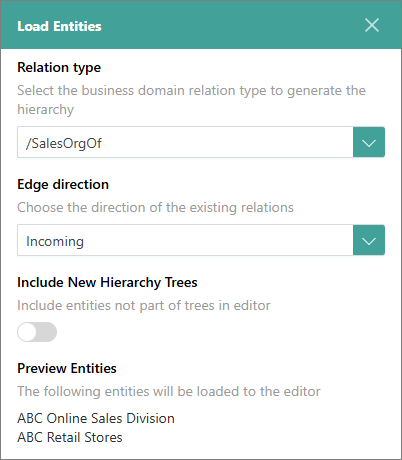 Load Entities
Relation type
Select the business domain relation type to generate the
hierarchy
/SalesOrgOf
Edge direction
Choose the direction of the existing relations
Incoming
Include New Hierarchy Trees
Include entities not part of trees in editor
Preview Entities
The following entities will be loaded to the editor
ABC Online Sales Division
ABC Retail Stores